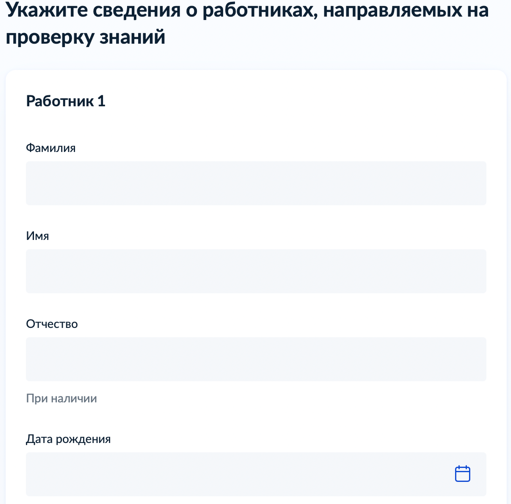 Укажите сведения о работниках, направляемых на
проверку знаний
Работник 1
Фамилия
Имя
Отчество
При наличии
Дата рождения